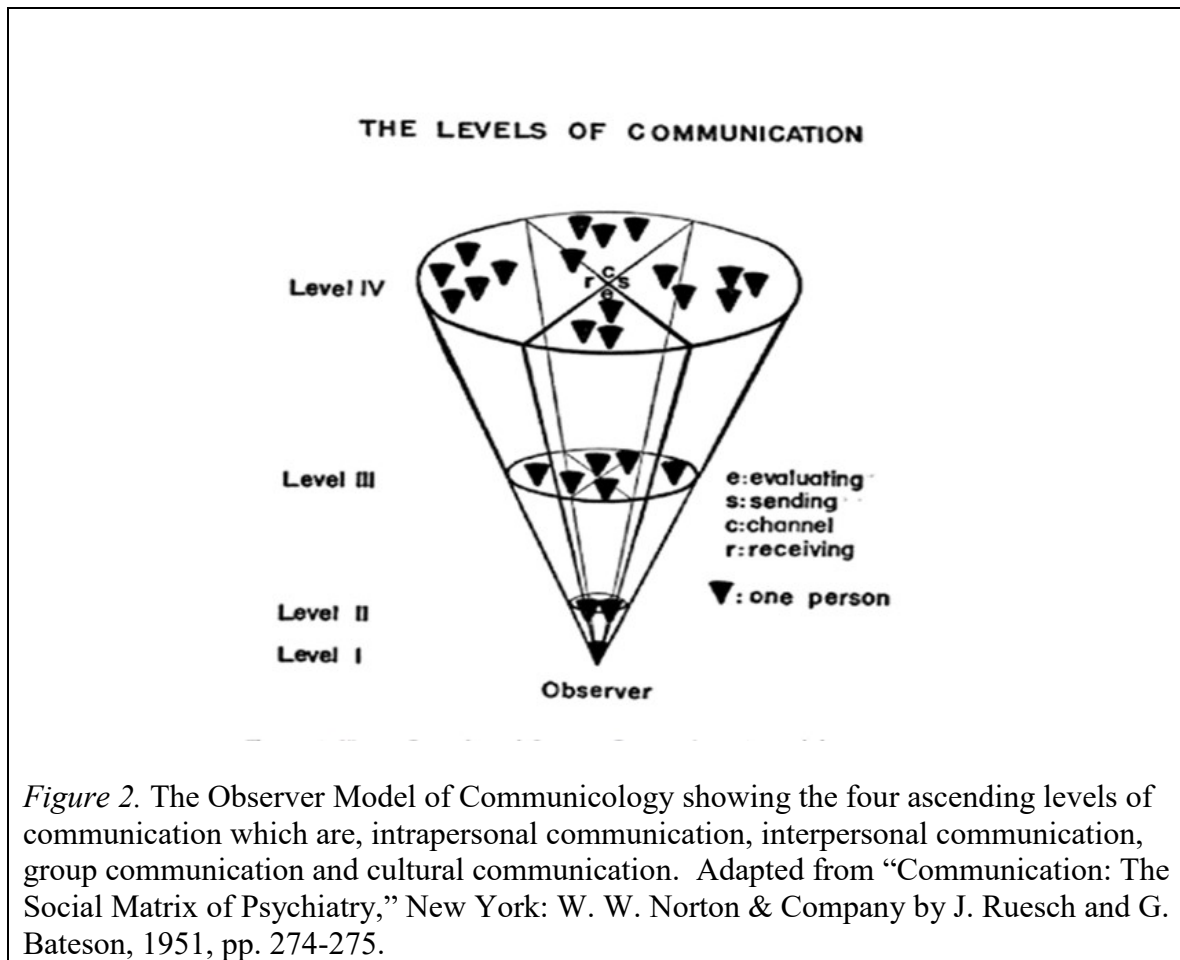 THE LEVELS OF COMMUNICATION
Level IV
r c s
e
Level III
e:evaluating
s:sending
c:channel
r:receiving
Level II
: one person
Level I
Observer
Figure 2. The Observer Model of Communicology showing the four ascending levels of
communication which are, intrapersonal communication, interpersonal communication,
group communication and cultural communication. Adapted from “Communication: The
Social Matrix of Psychiatry,” New York: W. W. Norton & Company by J. Ruesch and G.
Bateson, 1951, pp. 274-275.